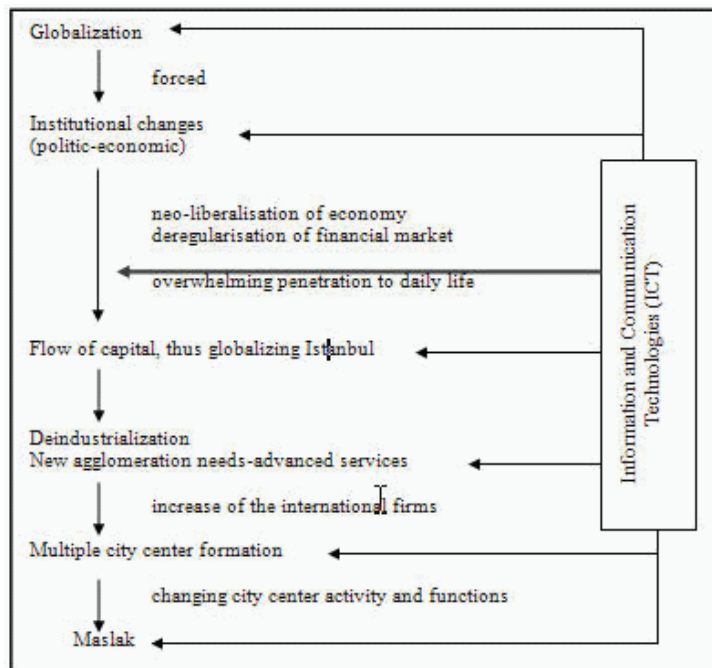 Globalization
forced
Institutional changes
(politic-economic)
neo-liberalisation of economy
deregularisation of financial market
overwhelming penetration to daily life
Flow of capital, thus globalizing Istanbul
Deindustrialization
New agglomeration needs-advanced services
increase of the international firms
Multiple city center formation
changing city center activity and functions
Maslak
Information and Communication
Technologies (ICT)